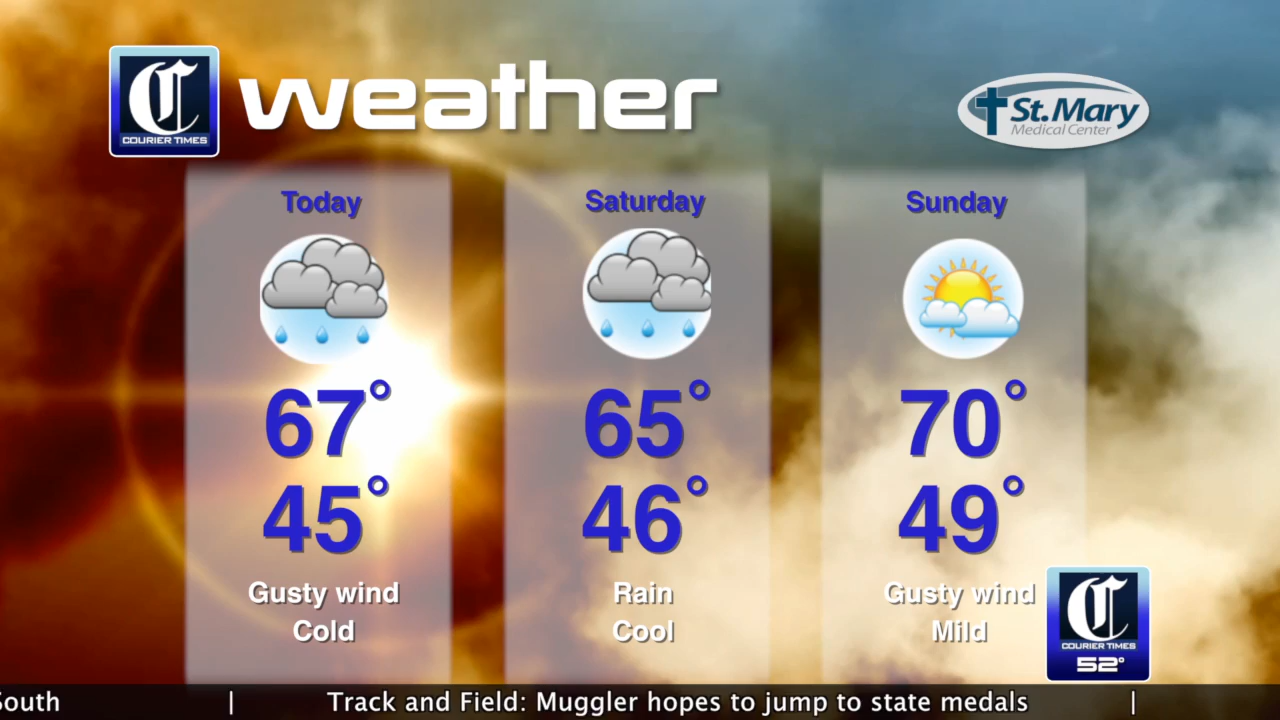 C
COURIER TIMES
weather
St. Mary
Medical Center
Today
67°
45°
Gusty wind
Cold
Saturday
65°
46°
Rain
Cool
Sunday
70°
49°
Gusty wind
Mild
C
COURIER TIMES
52°
South | Track and Field: Muggler hopes to jump to state medals |